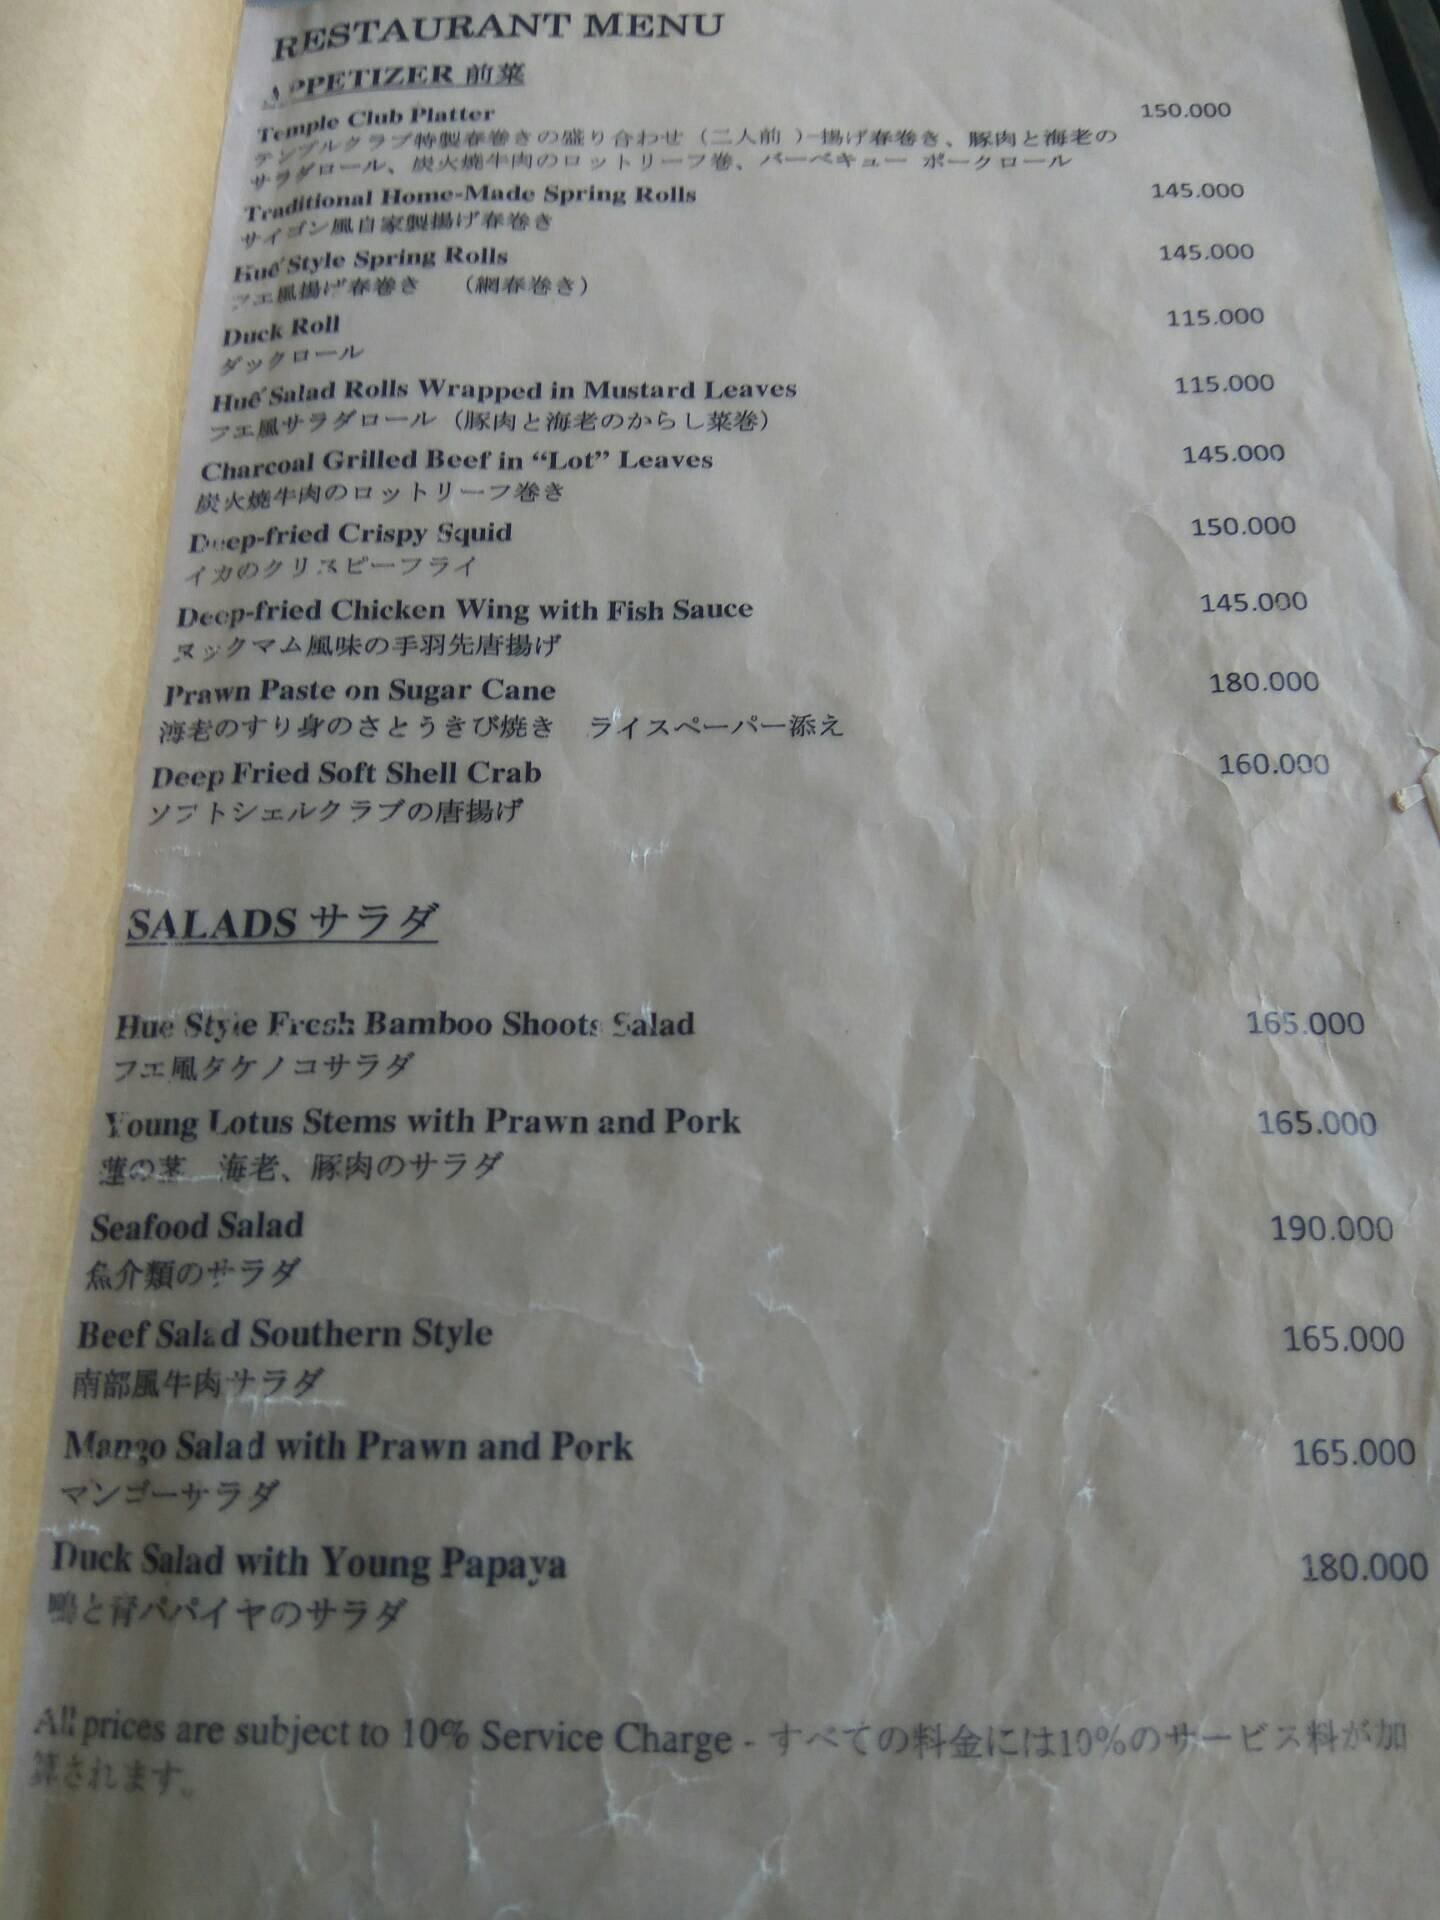 RESTAURANT MENU
APPETIZER 前菜
Temple Club Platter 150.000
テンプルクラブ特製春巻きの盛り合わせ（二人前 ）-揚げ春巻き、豚肉と海老の
サラダロール、炭火焼牛肉のロットリーフ巻、バーベキュー ポークロール
Traditional Home-Made Spring Rolls 145.000
サイゴン風自家製揚げ春巻き
Huế Style Spring Rolls 145.000
フエ風揚げ春巻き （網春巻き）
Duck Roll 115.000
ダックロール
Huế Salad Rolls Wrapped in Mustard Leaves 115.000
フエ風サラダロール（豚肉と海老のからし菜巻）
Charcoal Grilled Beef in “Lot” Leaves 145.000
炭火焼牛肉のロットリーフ巻き
Deep-fried Crispy Squid 150.000
イカのクリスピーフライ
Deep-fried Chicken Wing with Fish Sauce 145.000
ヌックマム風味の手羽先唐揚げ
Prawn Paste on Sugar Cane 180.000
海老のすり身のさとうきび焼き ライスペーパー添え
Deep Fried Soft Shell Crab 160.000
ソフトシェルクラブの唐揚げ
SALADS サラダ
Hue Style Fresh Bamboo Shoots Salad 165.000
フエ風タケノコサラダ
Young Lotus Stems with Prawn and Pork 165.000
蓮の茎 海老、豚肉のサラダ
Seafood Salad 190.000
魚介類のサラダ
Beef Salad Southern Style 165.000
南部風牛肉サラダ
Mango Salad with Prawn and Pork 165.000
マンゴーサラダ
Duck Salad with Young Papaya 180.000
鴨と青パパイヤのサラダ
All prices are subject to 10% Service Charge - すべての料金には10%のサービス料が加
算されます。